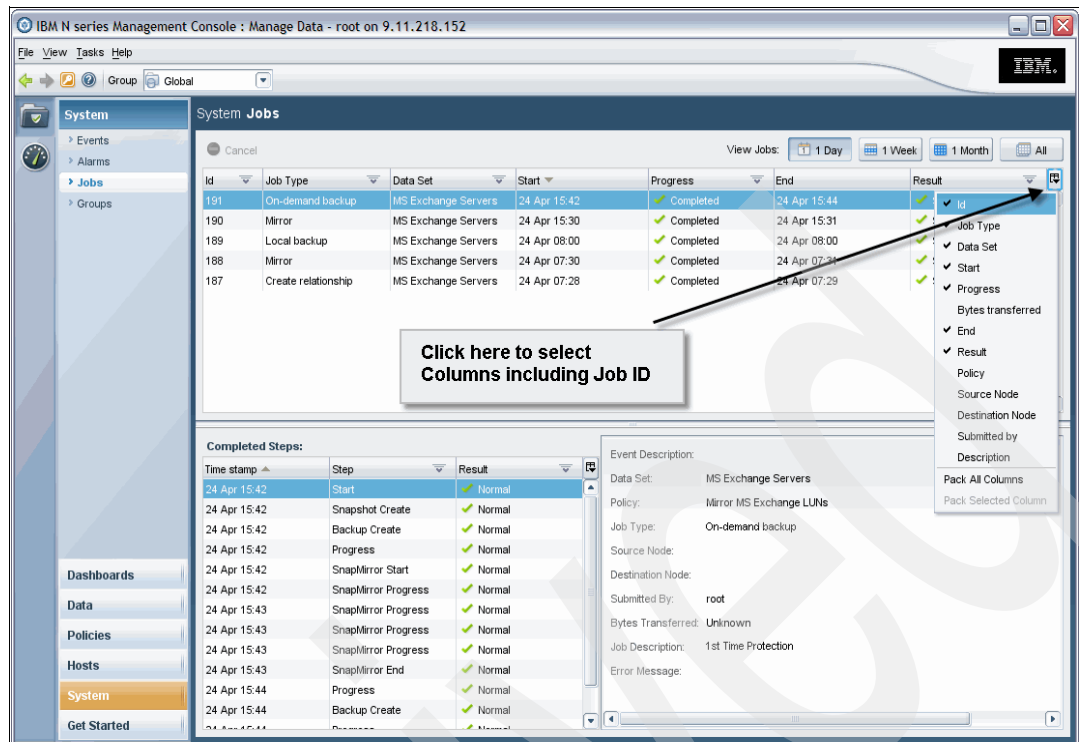 IBM N series Management Console : Manage Data - root on 9.11.218.152
File View Tasks Help
Group Global
IBM.
System
> Events
> Alarms
> Jobs
> Groups
Dashboards
Data
Policies
Hosts
System
Get Started
System Jobs
Cancel
View Jobs: 1 Day 1 Week 1 Month All
Id Job Type Data Set Start Progress End Result
191 On-demand backup MS Exchange Servers 24 Apr 15:42 Completed 24 Apr 15:44
190 Mirror MS Exchange Servers 24 Apr 15:30 Completed 24 Apr 15:31
189 Local backup MS Exchange Servers 24 Apr 08:00 Completed 24 Apr 08:00
188 Mirror MS Exchange Servers 24 Apr 07:30 Completed 24 Apr 07:31
187 Create relationship MS Exchange Servers 24 Apr 07:28 Completed 24 Apr 07:29
Id
Job Type
Data Set
Start
Progress
Bytes transferred
End
Result
Policy
Source Node
Destination Node
Submitted by
Description
Pack All Columns
Pack Selected Column
Click here to select
Columns including Job ID
Completed Steps:
Time stamp Step Result
24 Apr 15:42 Start Normal
24 Apr 15:42 Snapshot Create Normal
24 Apr 15:42 Backup Create Normal
24 Apr 15:42 Progress Normal
24 Apr 15:42 SnapMirror Start Normal
24 Apr 15:42 SnapMirror Progress Normal
24 Apr 15:43 SnapMirror Progress Normal
24 Apr 15:43 SnapMirror Progress Normal
24 Apr 15:43 SnapMirror Progress Normal
24 Apr 15:43 SnapMirror End Normal
24 Apr 15:44 Progress Normal
24 Apr 15:44 Backup Create Normal
Event Description:
Data Set: MS Exchange Servers
Policy: Mirror MS Exchange LUNs
Job Type: On-demand backup
Source Node:
Destination Node:
Submitted By: root
Bytes Transferred: Unknown
Job Description: 1st Time Protection
Error Message: